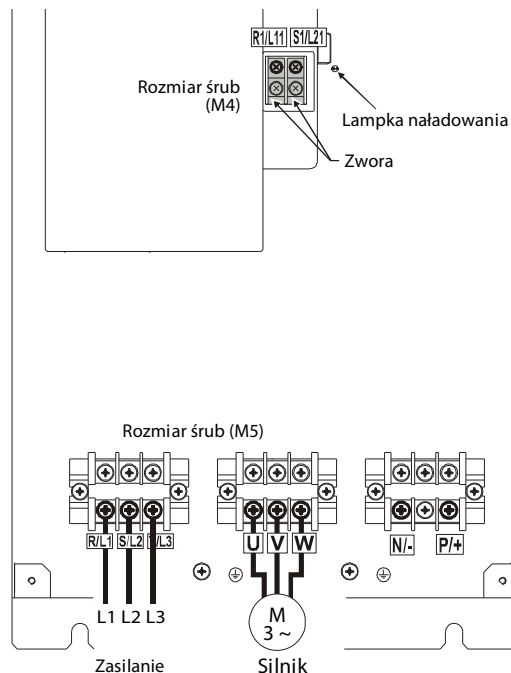 R1/L11 S1/L21
Rozmiar śrub
(M4)
Lampka naładowania
Zwora
Rozmiar śrub (M5)
R/L1 S/L2 T/L3
U V W
N/- P/+
L1 L2 L3
M
3 ~
Zasilanie
Silnik